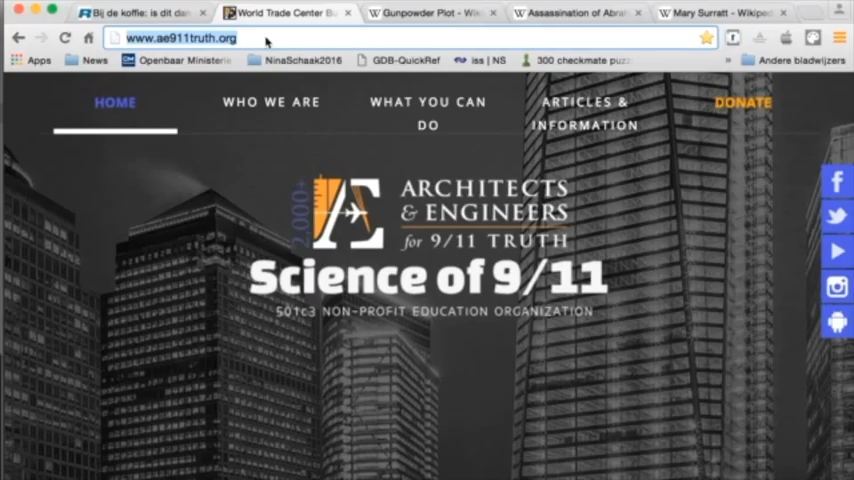 Bij de koffie: is dit dan
World Trade Center Bu
Gunpowder Plot - Wiki
Assassination of Abra
Mary Surratt - Wikiped
www.ae911truth.org
Apps
News
Openbaar Ministerie
NinaSchaak2016
GDB-QuickRef
iss | NS
300 checkmate puzz
»
Andere bladwijzers
HOME
WHO WE ARE
WHAT YOU CAN
DO
ARTICLES &
INFORMATION
DONATE
2,000+
AE
ARCHITECTS
& ENGINEERS
for 9/11 TRUTH
Science of 9/11
501c3 NON-PROFIT EDUCATION ORGANIZATION